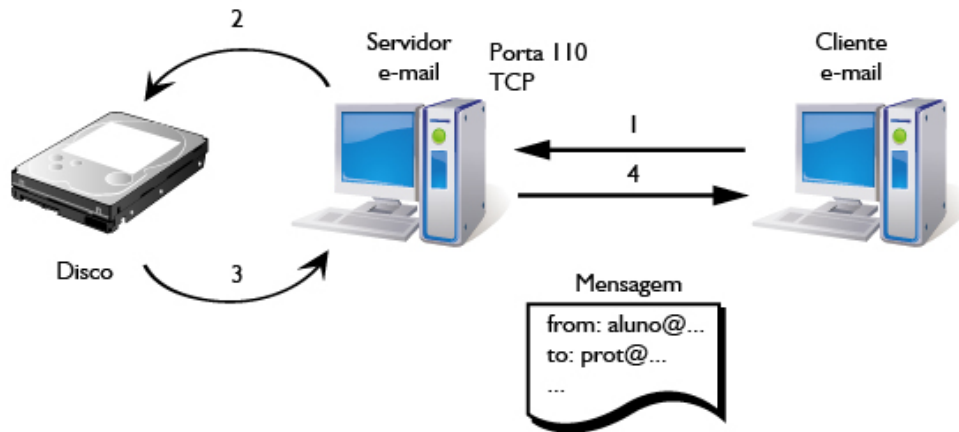 2
Servidor
e-mail
Porta 110
TCP
Cliente
e-mail
1
4
Disco
3
Mensagem
from: aluno@...
to: prot@...
...